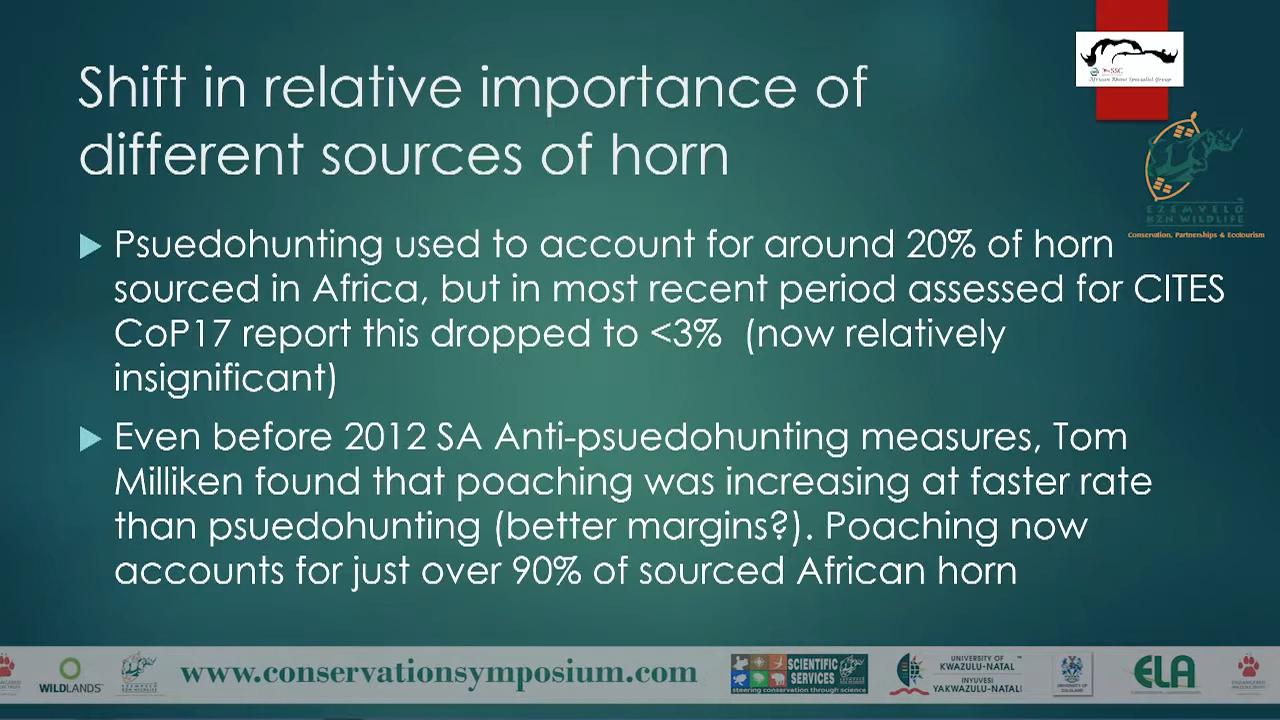 Shift in relative importance of
different sources of horn
SSC
African Rhino Specialist Group
EZEMVELO
KZN WILDLIFE
Conservation, Partnerships & Ecotourism
Psuedohunting used to account for around 20% of horn
sourced in Africa, but in most recent period assessed for CITES
CoP17 report this dropped to <3% (now relatively
insignificant)
Even before 2012 SA Anti-psuedohunting measures, Tom
Milliken found that poaching was increasing at faster rate
than psuedohunting (better margins?). Poaching now
accounts for just over 90% of sourced African horn
WILDLANDS
www.conservationsymposium.com
SCIENTIFIC
SERVICES
steering conservation through science
UNIVERSITY OF
KWAZULU-NATAL
INYUVESI
YAKWAZULU-NATALI
ELA